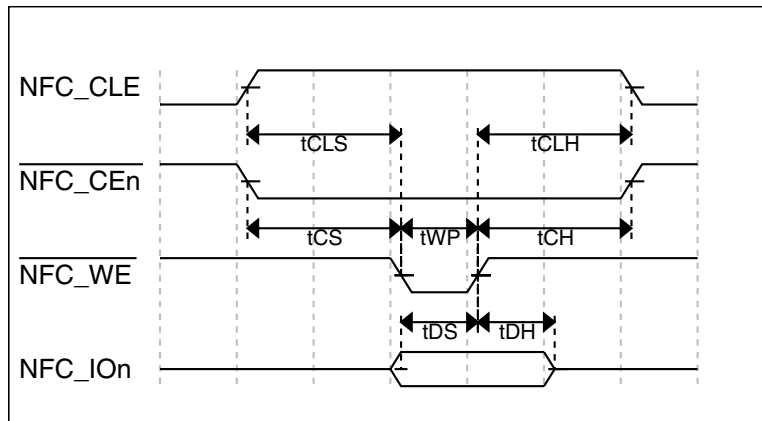 NFC_CLE
tCLS tCLH
NFC_CEn
tCS tWP tCH
NFC_WE
tDS tDH
NFC_IOn